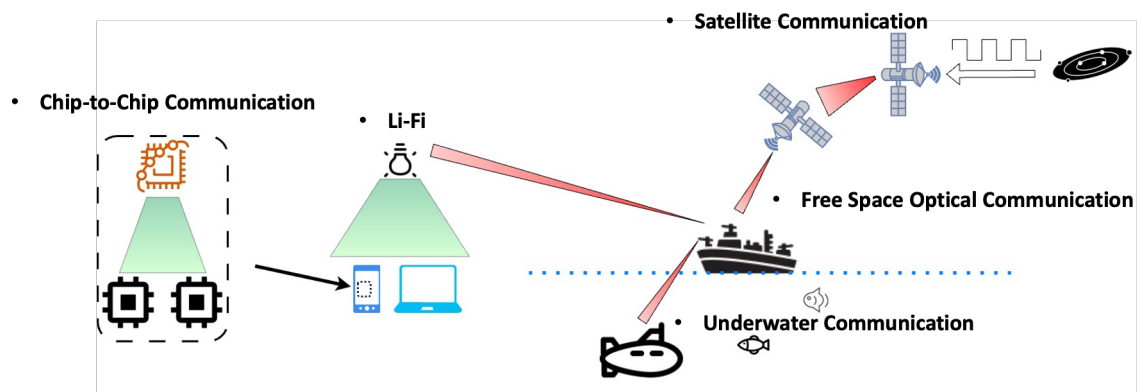 • Satellite Communication
• Chip-to-Chip Communication
• Li-Fi
• Free Space Optical Communication
• Underwater Communication